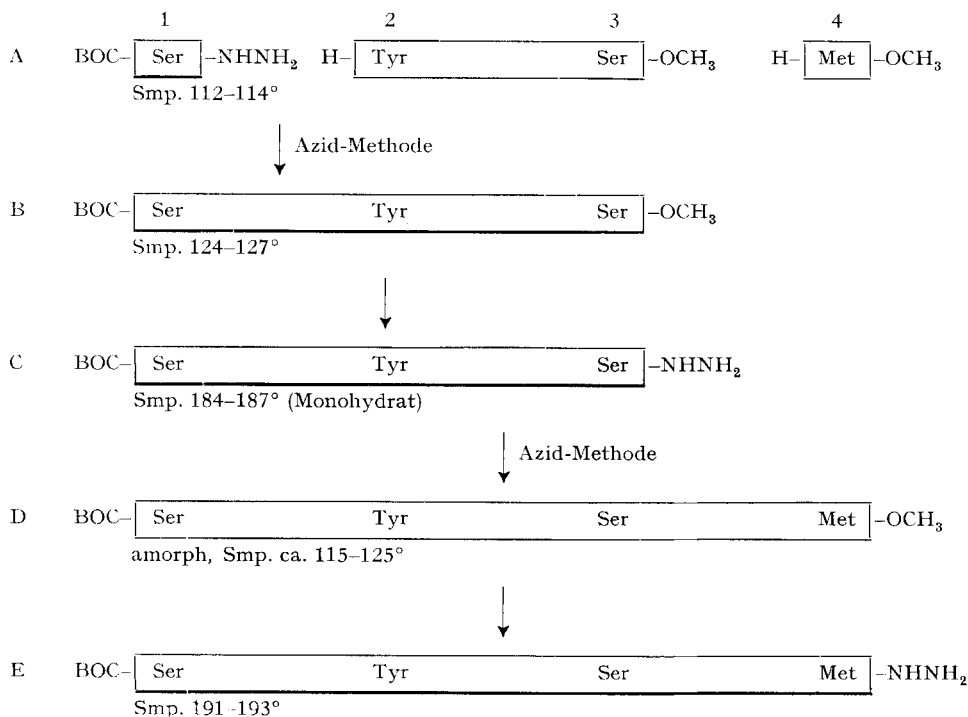 1 2 3 4
A BOC– Ser –NHNH₂ H– Tyr Ser –OCH₃ H– Met –OCH₃
Smp. 112–114°
Azid-Methode
B BOC– Ser Tyr Ser –OCH₃
Smp. 124–127°
C BOC– Ser Tyr Ser –NHNH₂
Smp. 184–187° (Monohydrat)
Azid-Methode
D BOC– Ser Tyr Ser Met –OCH₃
amorph, Smp. ca. 115–125°
E BOC– Ser Tyr Ser Met –NHNH₂
Smp. 191–193°